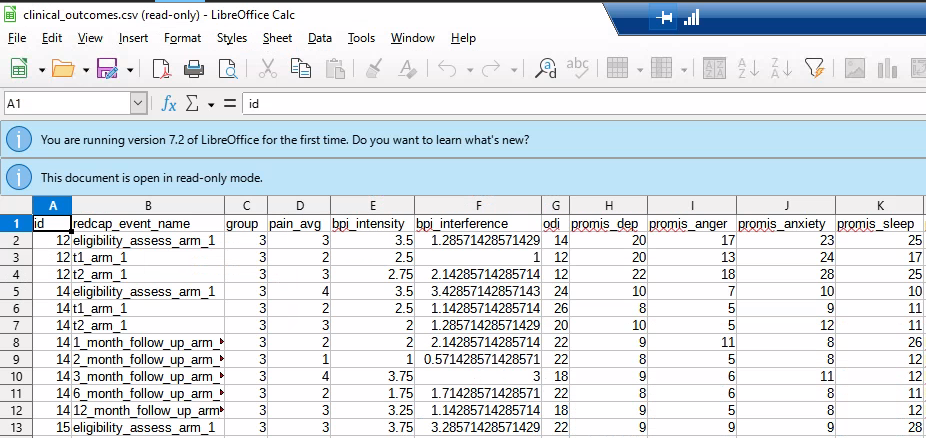 clinical_outcomes.csv (read-only) - LibreOffice Calc
File Edit View Insert Format Styles Sheet Data Tools Window Help
A1 fx Σ = id
You are running version 7.2 of LibreOffice for the first time. Do you want to learn what's new?
This document is open in read-only mode.
A B C D E F G H I J K
1 id redcap_event_name group pain_avg bpi_intensity bpi_interference odi promis_dep promis_anger promis_anxiety promis_sleep
2 12 eligibility_assess_arm_1 3 3 3.5 1.28571428571429 14 20 17 23 25
3 12 t1_arm_1 3 2 2.5 1 12 20 13 24 17
4 12 t2_arm_1 3 3 2.75 2.14285714285714 12 22 18 28 25
5 14 eligibility_assess_arm_1 3 4 3.5 3.42857142857143 24 10 7 10 10
6 14 t1_arm_1 3 2 2.5 1.14285714285714 26 8 5 9 11
7 14 t2_arm_1 3 3 2 1.28571428571429 20 10 5 12 11
8 14 1_month_follow_up_arm_ 3 2 2 2.14285714285714 22 9 11 8 26
9 14 2_month_follow_up_arm_ 3 1 1 0.571428571428571 22 8 5 8 12
10 14 3_month_follow_up_arm_ 3 4 3.75 3 18 9 6 11 12
11 14 6_month_follow_up_arm_ 3 2 1.75 1.71428571428571 22 8 6 8 11
12 14 12_month_follow_up_arm 3 3 3.25 1.14285714285714 18 9 5 8 12
13 15 eligibility_assess_arm_1 3 3 3.75 3.28571428571429 22 9 9 9 28